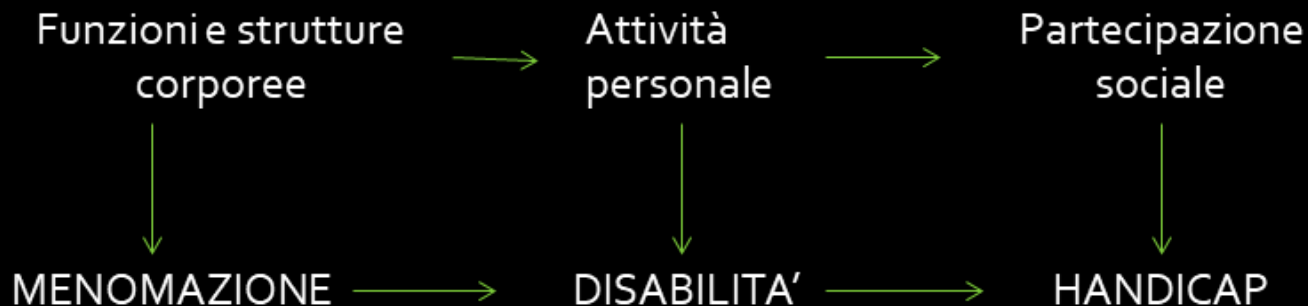 Funzioni e strutture
corporee
Attività
personale
Partecipazione
sociale
MENOMAZIONE
DISABILITA'
HANDICAP